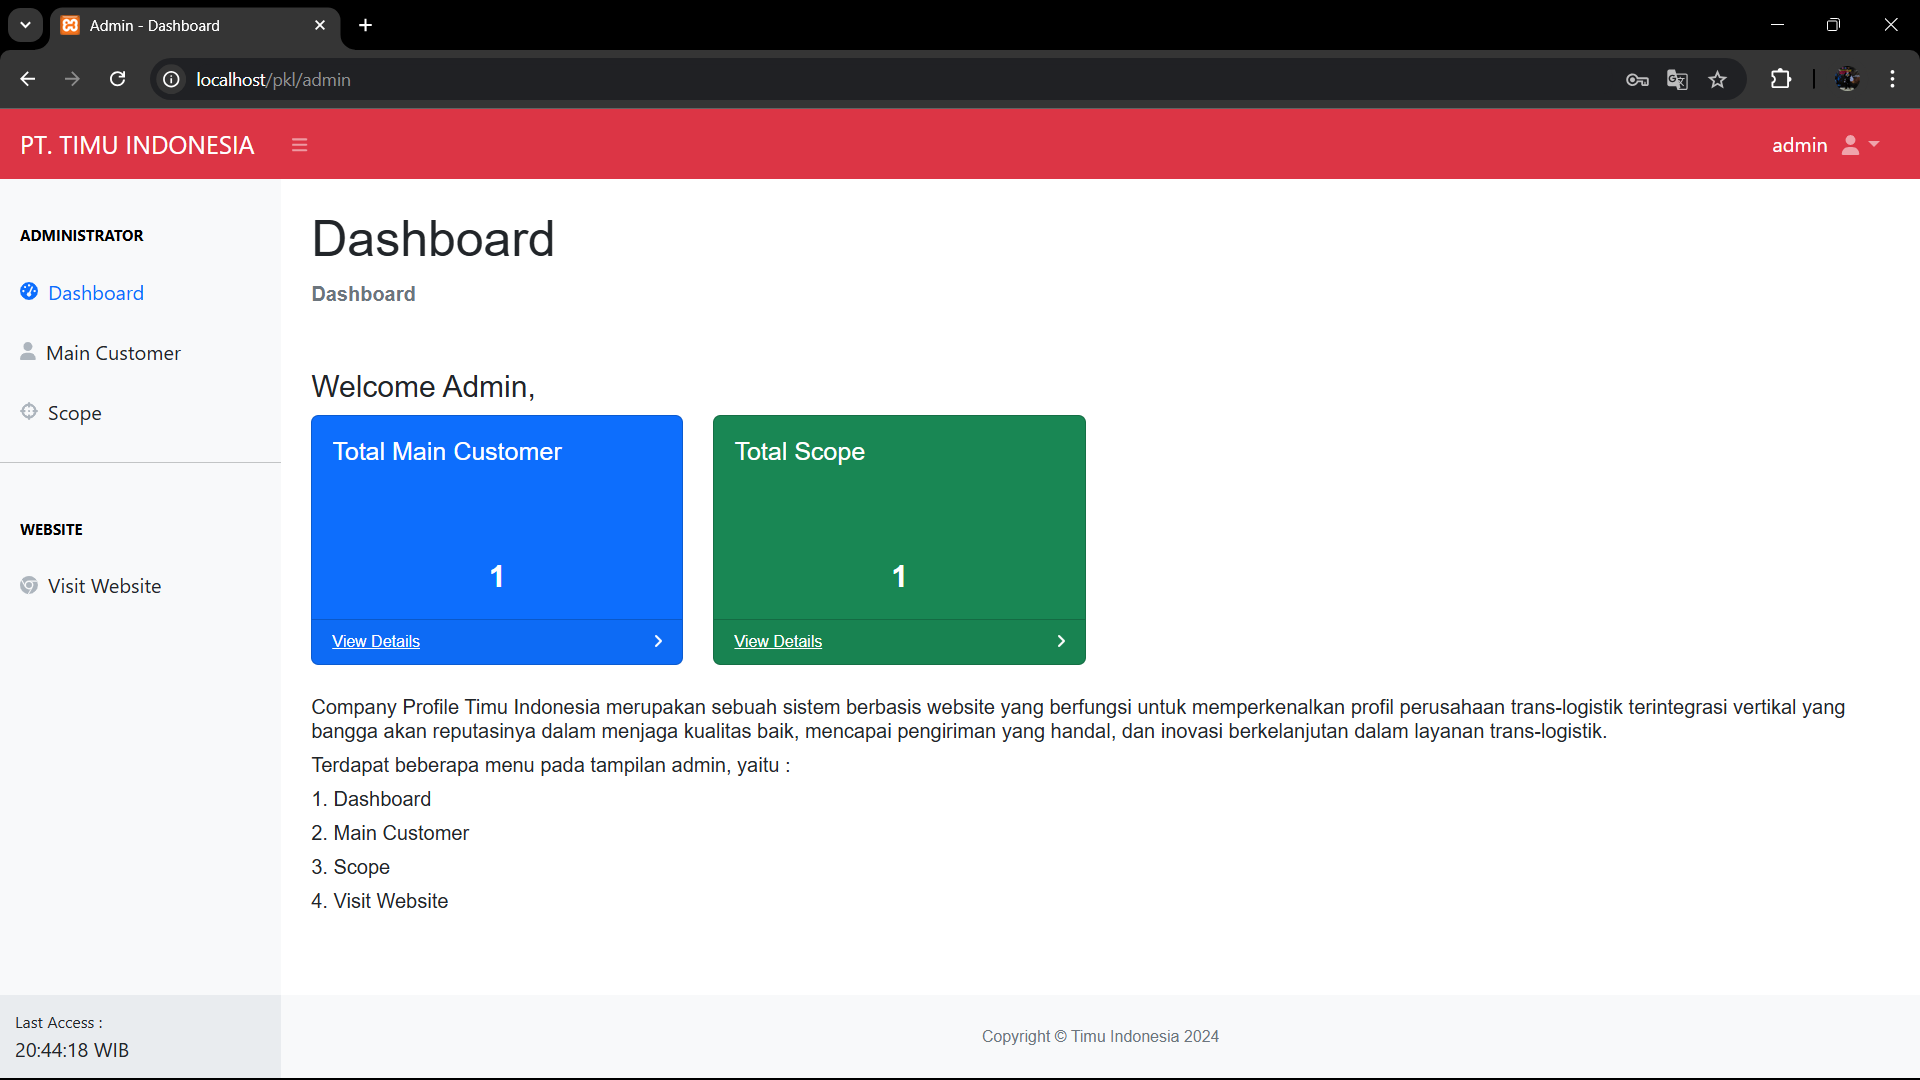 Admin - Dashboard
localhost/pkl/admin
PT. TIMU INDONESIA
admin
ADMINISTRATOR
Dashboard
Main Customer
Scope
WEBSITE
Visit Website
Last Access :
20:44:18 WIB
Dashboard
Dashboard
Welcome Admin,
Total Main Customer
1
View Details
Total Scope
1
View Details
Company Profile Timu Indonesia merupakan sebuah sistem berbasis website yang berfungsi untuk memperkenalkan profil perusahaan trans-logistik terintegrasi vertikal yang
bangga akan reputasinya dalam menjaga kualitas baik, mencapai pengiriman yang handal, dan inovasi berkelanjutan dalam layanan trans-logistik.
Terdapat beberapa menu pada tampilan admin, yaitu :
1. Dashboard
2. Main Customer
3. Scope
4. Visit Website
Copyright © Timu Indonesia 2024